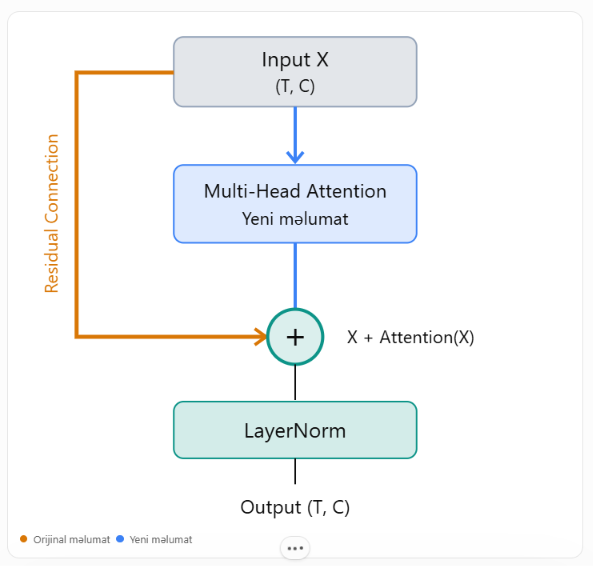 Input X
(T, C)
Residual Connection
Multi-Head Attention
Yeni məlumat
+
X + Attention(X)
LayerNorm
Output (T, C)
Orijinal məlumat
Yeni məlumat